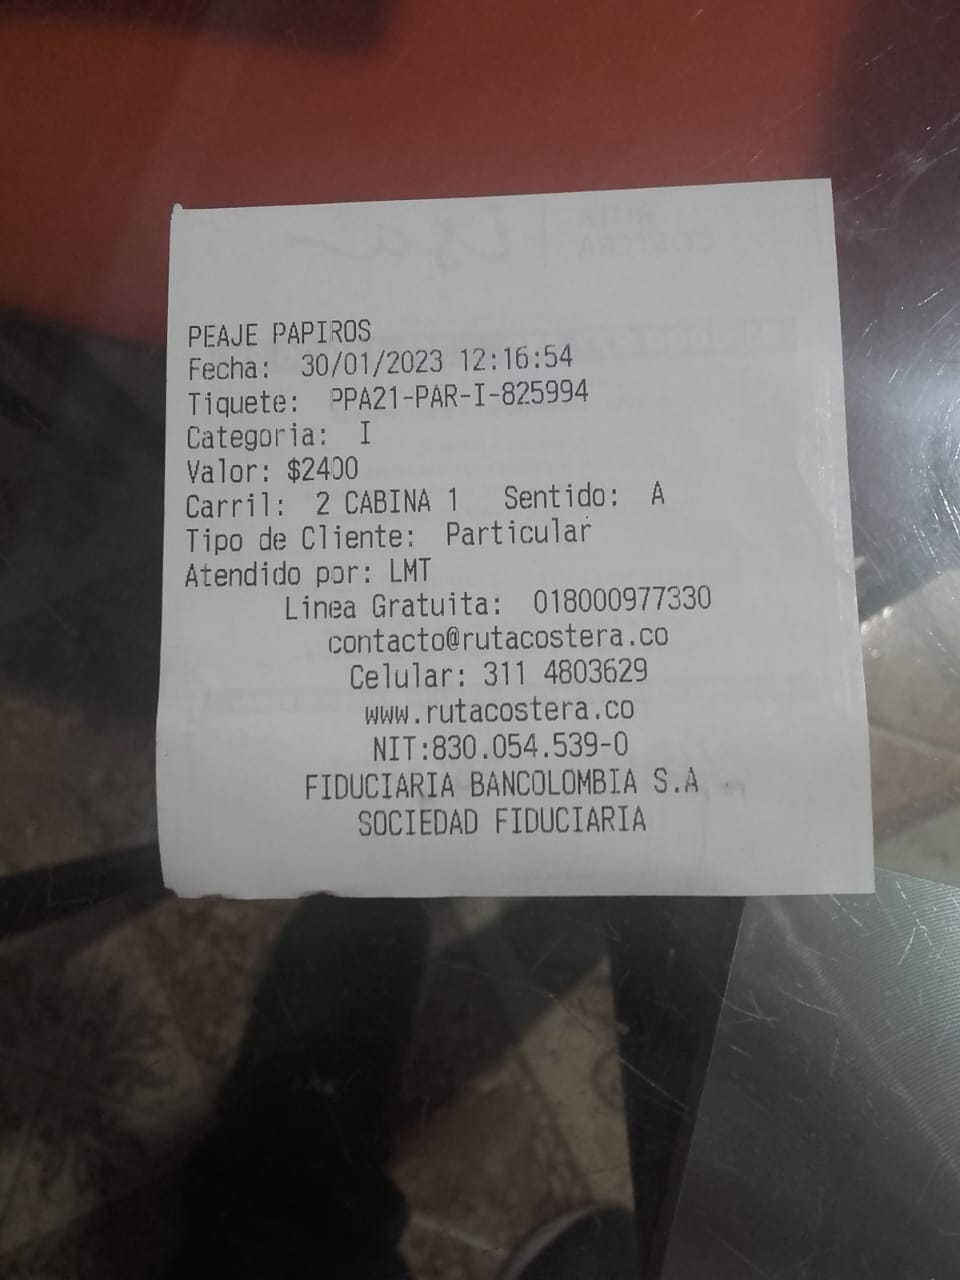 PEAJE PAPIROS
Fecha: 30/01/2023 12:16:54
Tiquete: PPA21-PAR-I-825994
Categoria: I
Valor: $2400
Carril: 2 CABINA 1 Sentido: A
Tipo de Cliente: Particular
Atendido por: LMT
Linea Gratuita: 018000977330
contacto@rutacostera.co
Celular: 311 4803629
www.rutacostera.co
NIT:830.054.539-0
FIDUCIARIA BANCOLOMBIA S.A
SOCIEDAD FIDUCIARIA